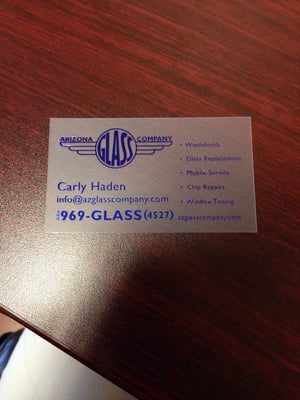 ARIZONA GLASS COMPANY
• Windshields
• Glass Replacement
• Mobile Service
• Chip Repairs
• Window Tinting
Carly Haden
info@azglasscompany.com
969-GLASS (4527)
azglasscompany.com